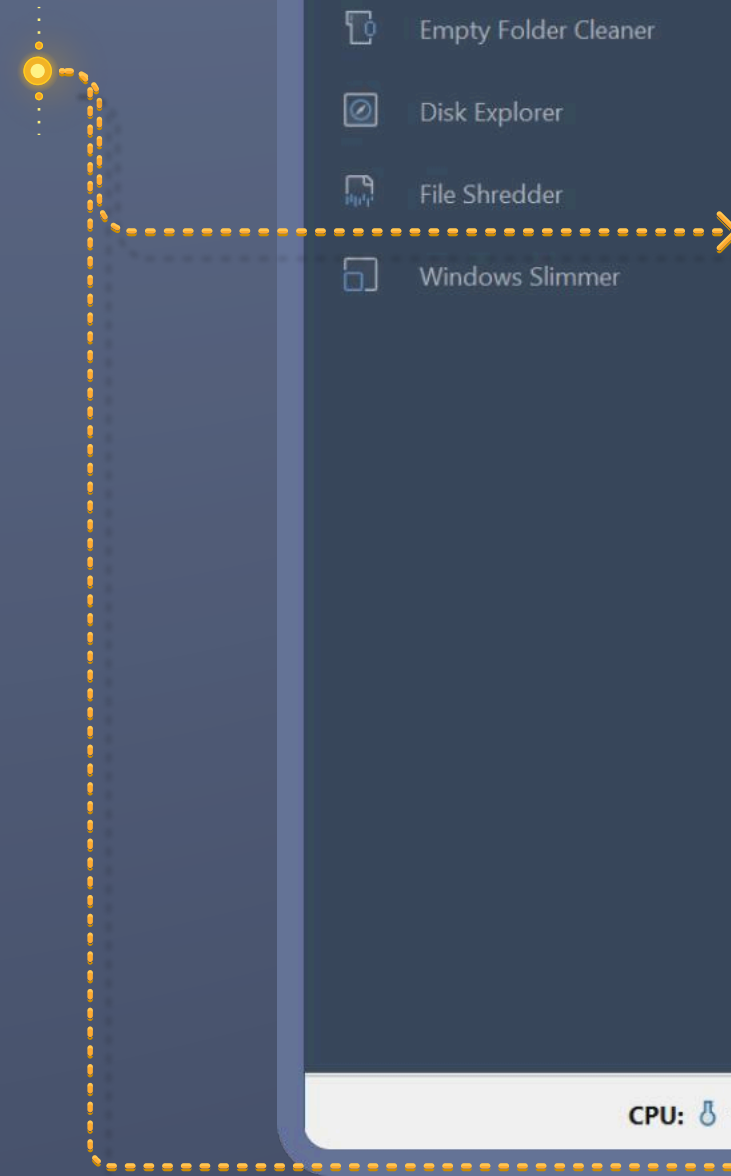 Empty Folder Cleaner
Disk Explorer
File Shredder
Windows Slimmer
CPU: